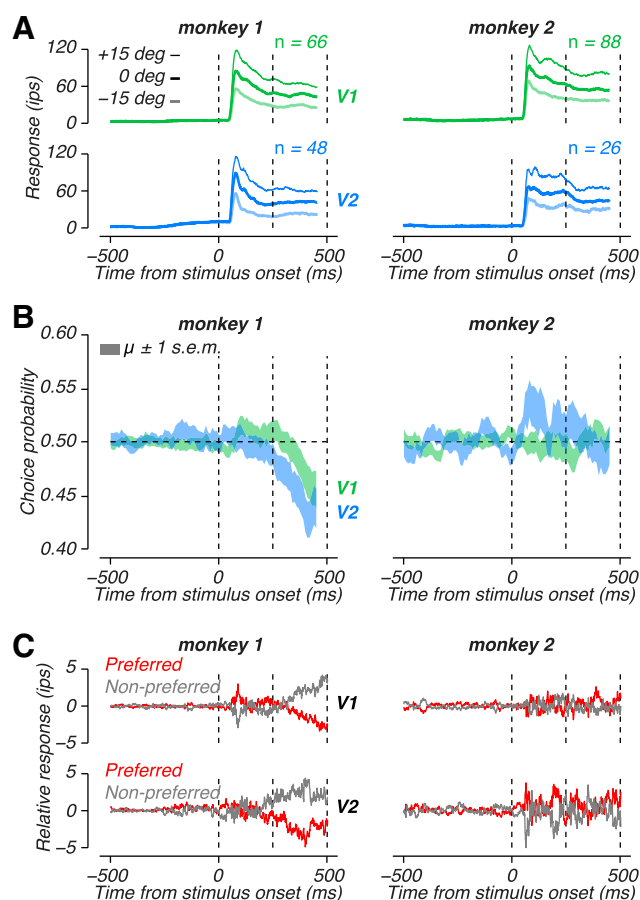 A
monkey 1
monkey 2
120
60
0
+15 deg
0 deg
−15 deg
n = 66
V1
n = 88
120
60
0
n = 48
V2
n = 26
Response (ips)
−500
0
500
−500
0
500
Time from stimulus onset (ms)
Time from stimulus onset (ms)
B
monkey 1
monkey 2
0.60
0.55
0.50
0.45
0.40
μ ± 1 s.e.m.
Choice probability
V1
V2
−500
0
500
−500
0
500
Time from stimulus onset (ms)
Time from stimulus onset (ms)
C
monkey 1
monkey 2
5
0
−5
Preferred
Non-preferred
V1
5
0
−5
Preferred
Non-preferred
V2
Relative response (ips)
−500
0
500
−500
0
500
Time from stimulus onset (ms)
Time from stimulus onset (ms)